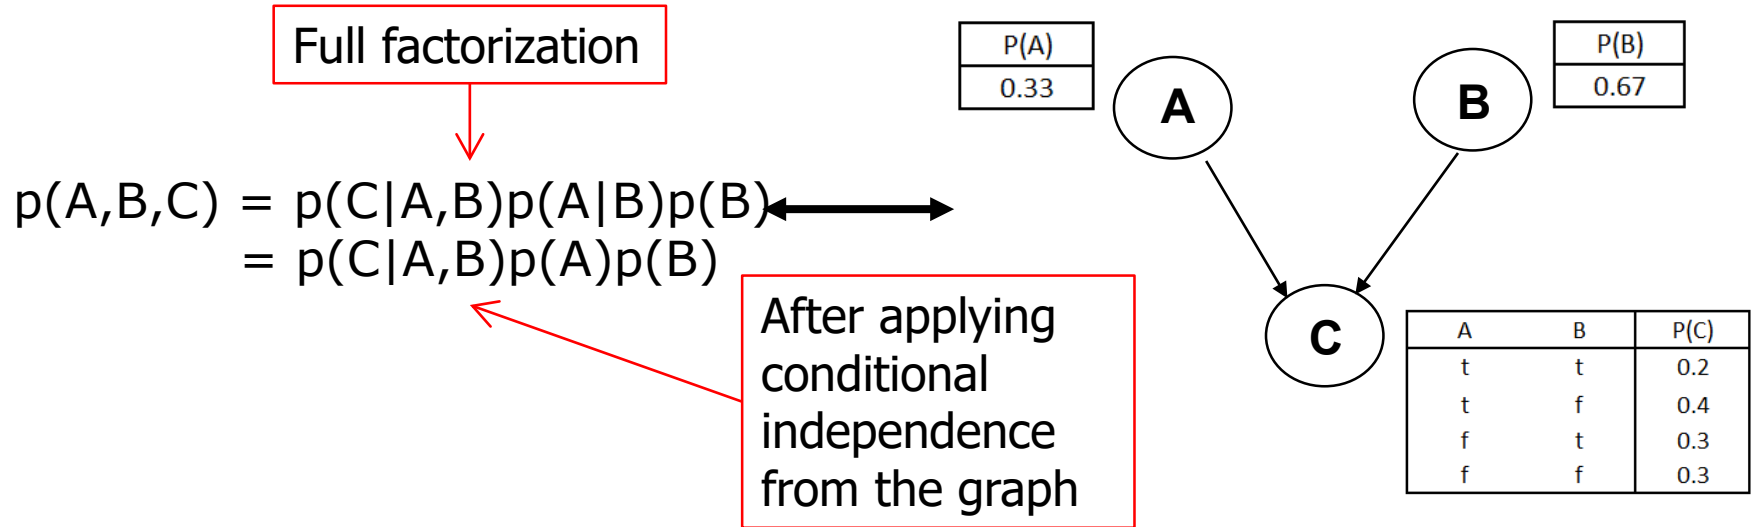 Full factorization
p(A,B,C) = p(C|A,B)p(A|B)p(B)
= p(C|A,B)p(A)p(B)
After applying
conditional
independence
from the graph
P(A)
0.33
A
B
P(B)
0.67
C
A B P(C)
t t 0.2
t f 0.4
f t 0.3
f f 0.3